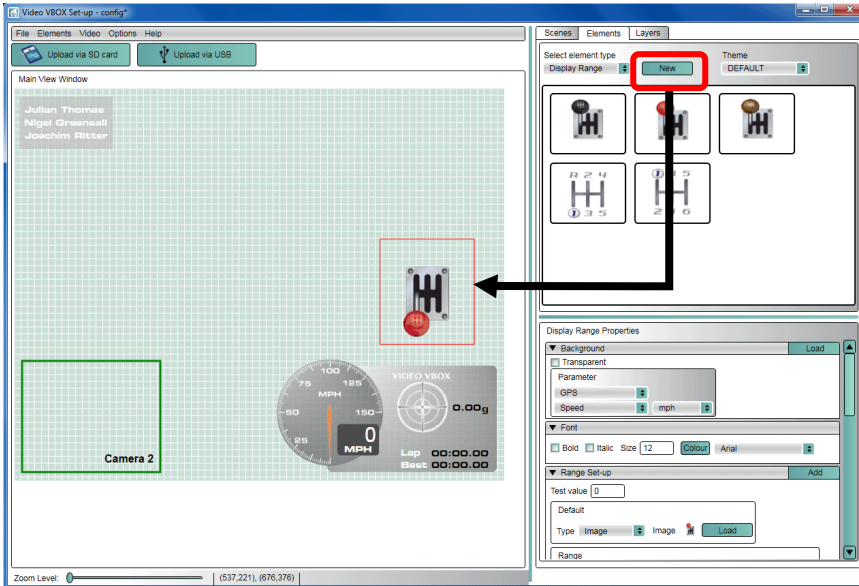 Video VBOX Set-up - config*
File Elements Video Options Help
Upload via SD card
Upload via USB
Main View Window
Julian Thomas
Nigel Greensall
Joachim Ritter
Camera 2
75 100 125
MPH
50 150
25
0
MPH
VIDEO VBOX
0.00g
Lap 00:00.00
Best 00:00.00
Zoom Level: (537,221), (676,376)
Scenes Elements Layers
Select element type
Display Range
New
Theme
DEFAULT
R 2 4
1 3 5
1 3 5
2 4 6
Display Range Properties
Background Load
Transparent
Parameter
GPS
Speed mph
Font
Bold Italic Size 12 Colour Arial
Range Set-up Add
Test value 0
Default
Type Image Image Load
Range